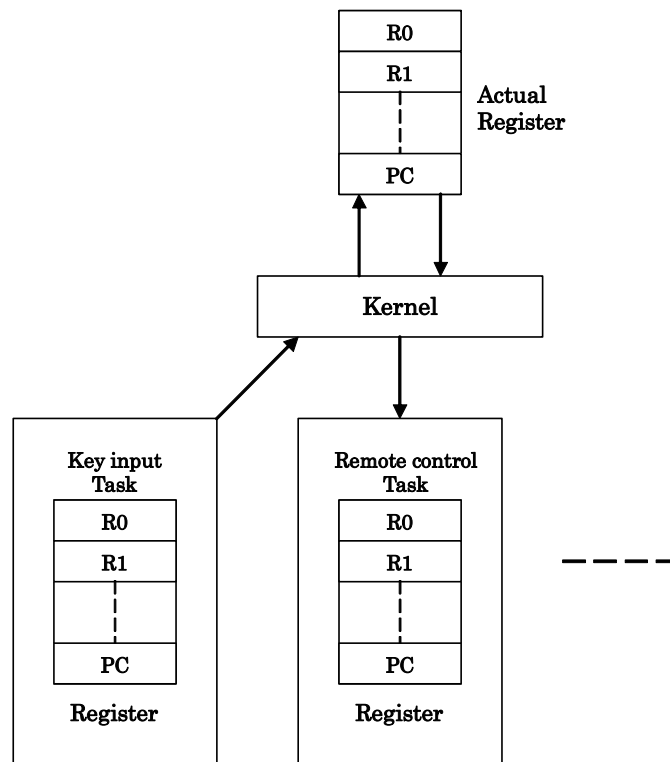 R0
R1
PC
Actual
Register
Kernel
Key input
Task
R0
R1
PC
Register
Remote control
Task
R0
R1
PC
Register